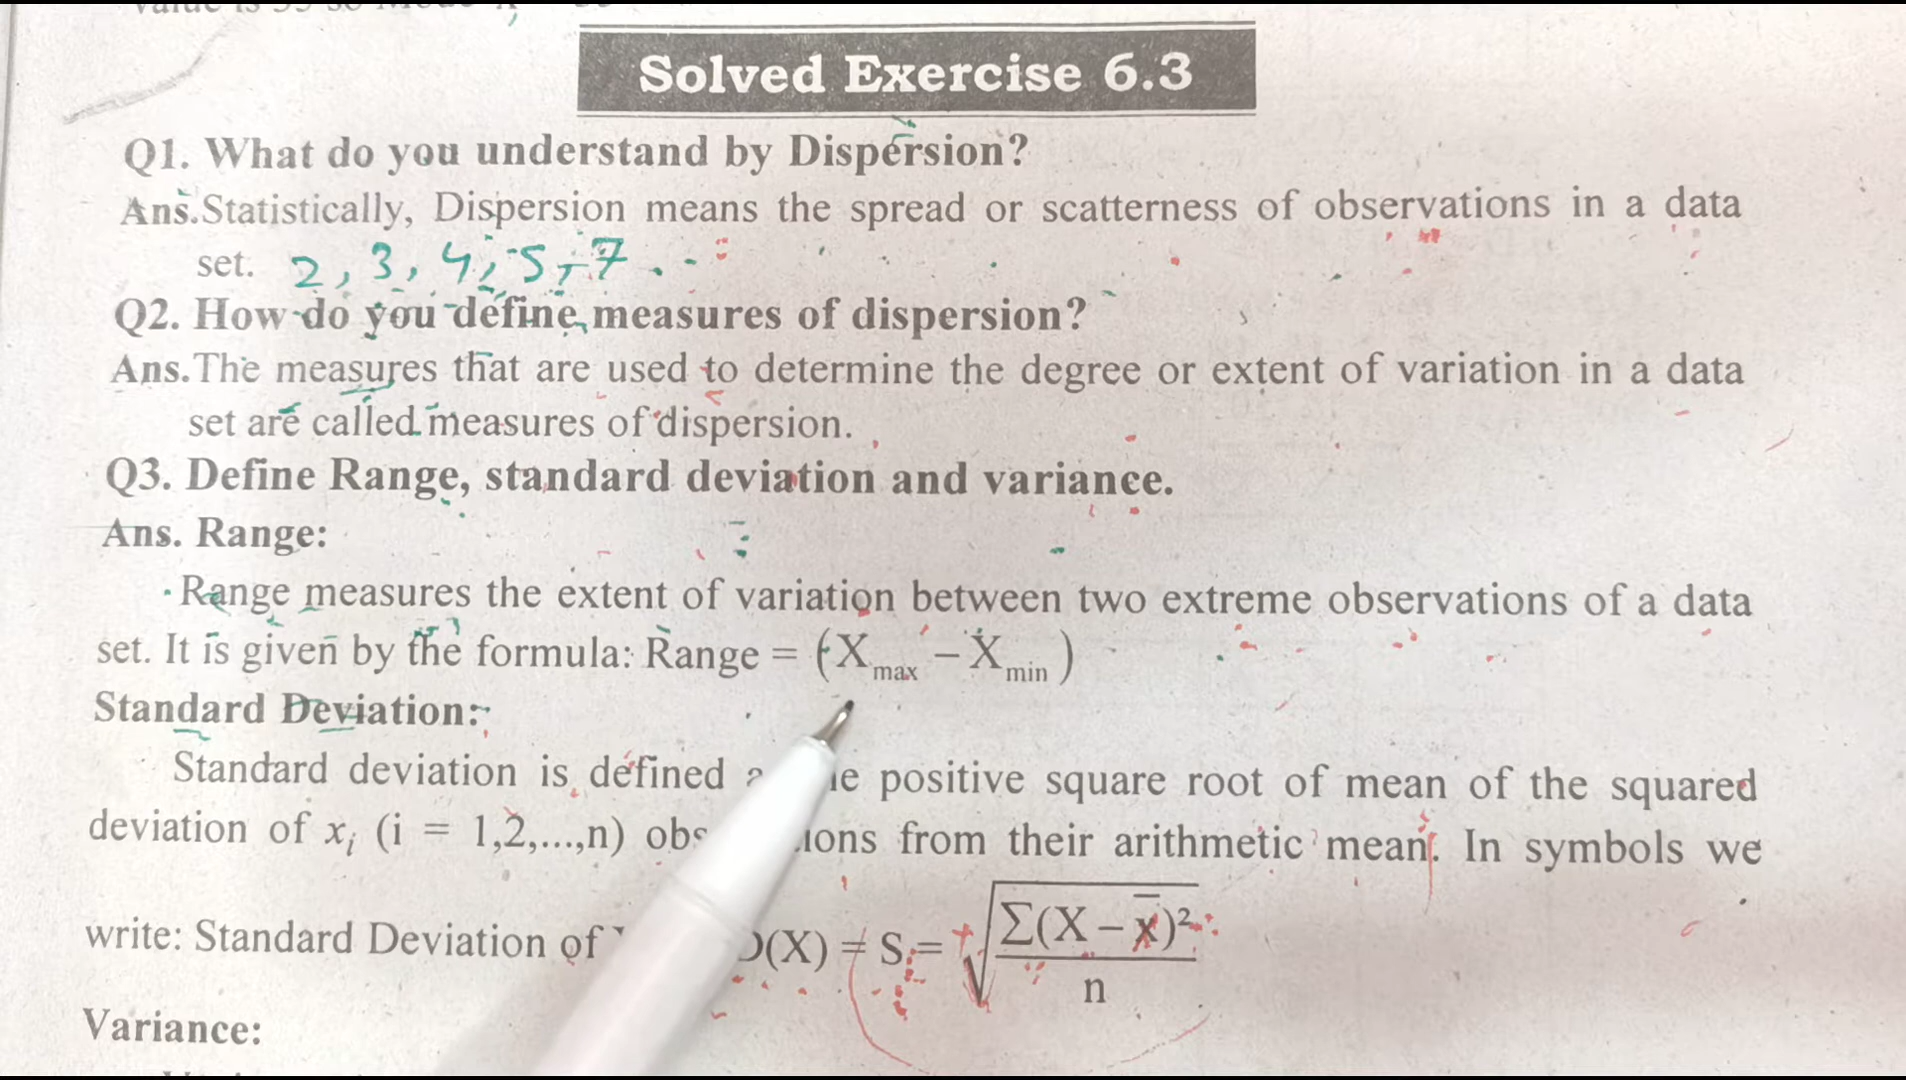 Solved Exercise 6.3
Q1. What do you understand by Dispersion?
Ans.Statistically, Dispersion means the spread or scatterness of observations in a data
set. 2, 3, 4, 5, 7
Q2. How do you define measures of dispersion?
Ans.The measures that are used to determine the degree or extent of variation in a data
set are called measures of dispersion.
Q3. Define Range, standard deviation and variance.
Ans. Range:
Range measures the extent of variation between two extreme observations of a data
set. It is given by the formula: Range = (X max − X min)
Standard Deviation:
Standard deviation is defined positive square root of mean of the squared
deviation of xi (i = 1,2,...,n) from their arithmetic mean. In symbols we
write: Standard Deviation of (X) = S = √ Σ(X – x̄)²
n
Variance: